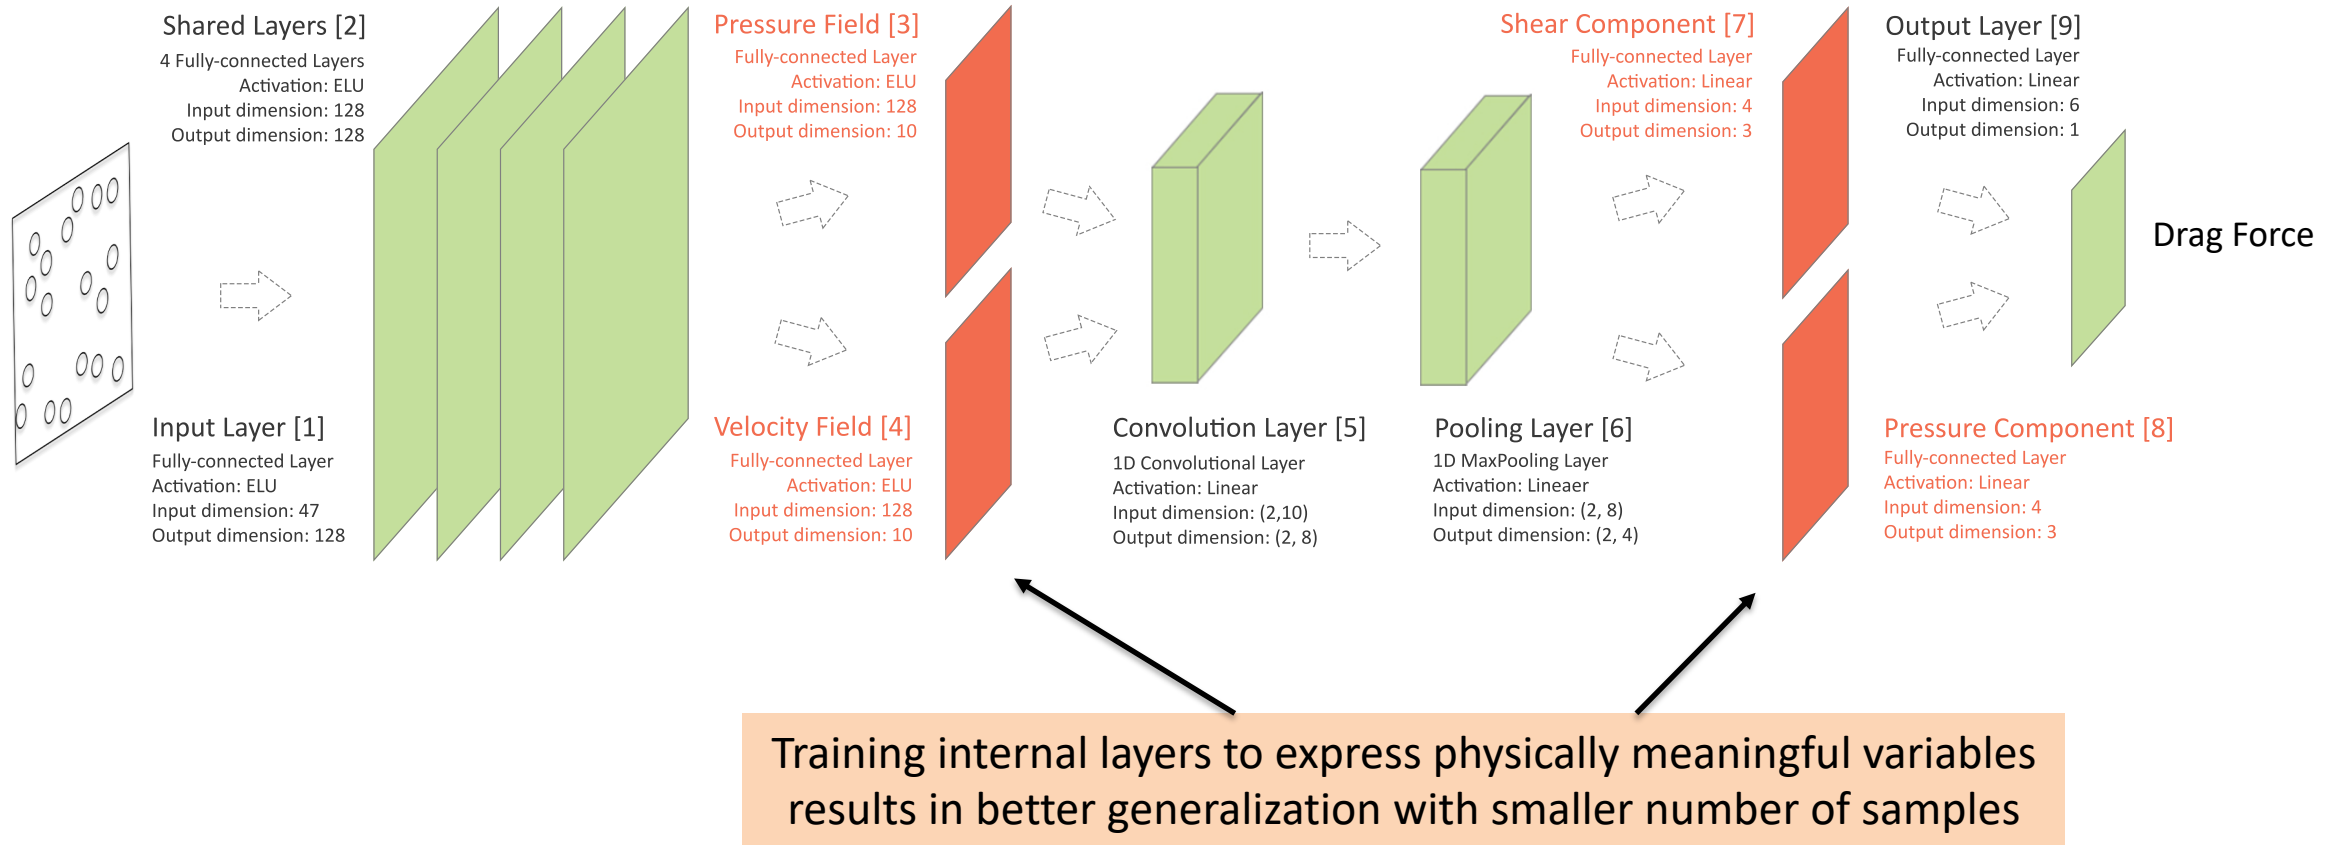 Shared Layers [2]
4 Fully-connected Layers
Activation: ELU
Input dimension: 128
Output dimension: 128
Input Layer [1]
Fully-connected Layer
Activation: ELU
Input dimension: 47
Output dimension: 128
Pressure Field [3]
Fully-connected Layer
Activation: ELU
Input dimension: 128
Output dimension: 10
Velocity Field [4]
Fully-connected Layer
Activation: ELU
Input dimension: 128
Output dimension: 10
Convolution Layer [5]
1D Convolutional Layer
Activation: Linear
Input dimension: (2,10)
Output dimension: (2, 8)
Pooling Layer [6]
1D MaxPooling Layer
Activation: Lineaer
Input dimension: (2, 8)
Output dimension: (2, 4)
Shear Component [7]
Fully-connected Layer
Activation: Linear
Input dimension: 4
Output dimension: 3
Pressure Component [8]
Fully-connected Layer
Activation: Linear
Input dimension: 4
Output dimension: 3
Output Layer [9]
Fully-connected Layer
Activation: Linear
Input dimension: 6
Output dimension: 1
Drag Force
Training internal layers to express physically meaningful variables
results in better generalization with smaller number of samples